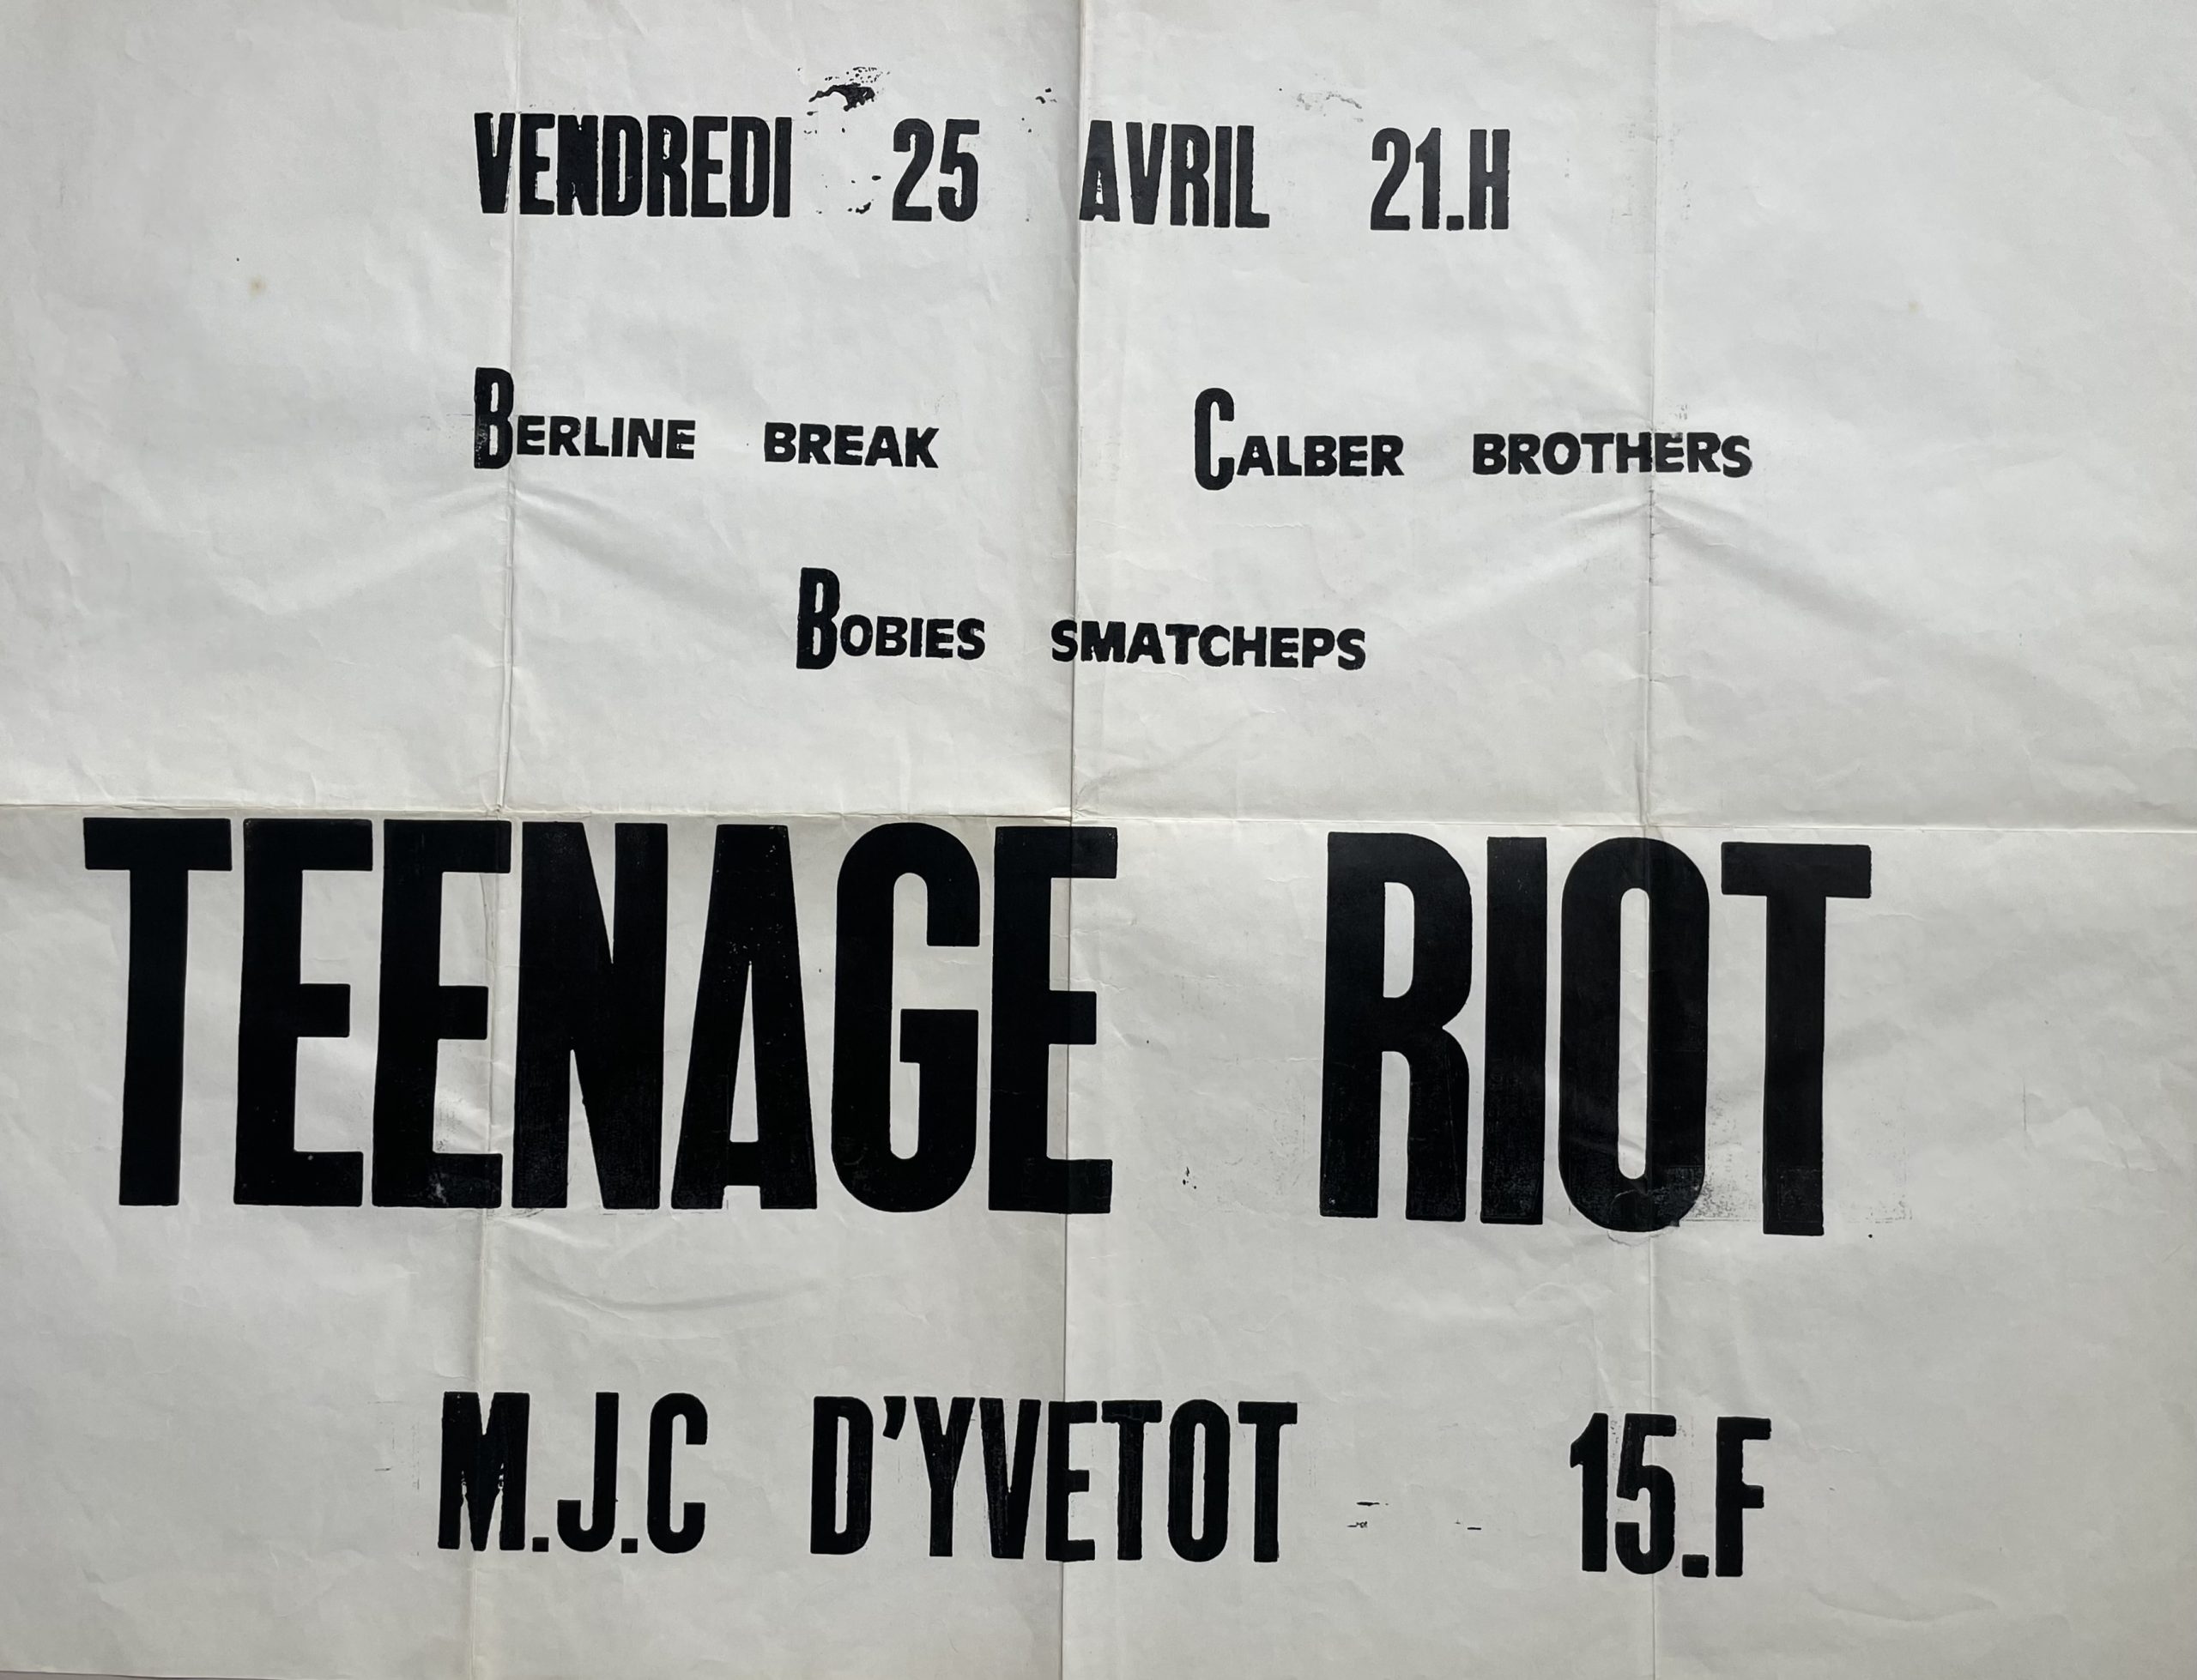 VENDREDI 25 AVRIL 21.H
BERLINE BREAK CALBER BROTHERS
BOBIES SMATCHEPS
TEENAGE RIOT
M.J.C D'YVETOT 15.F